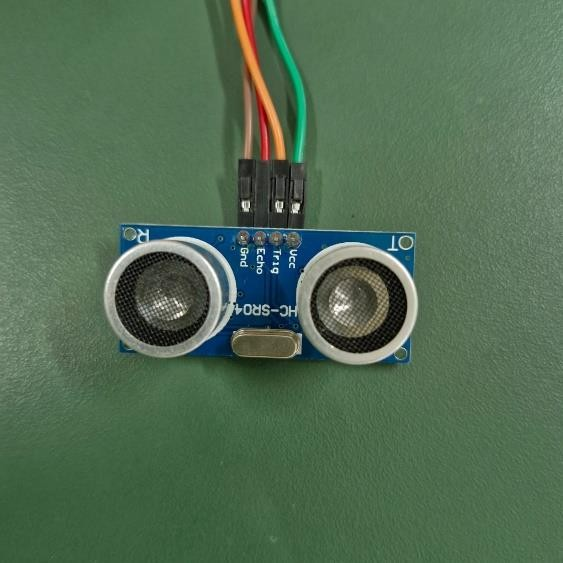 R
T
Gnd
Echo
Trig
Vcc
HC-SR04